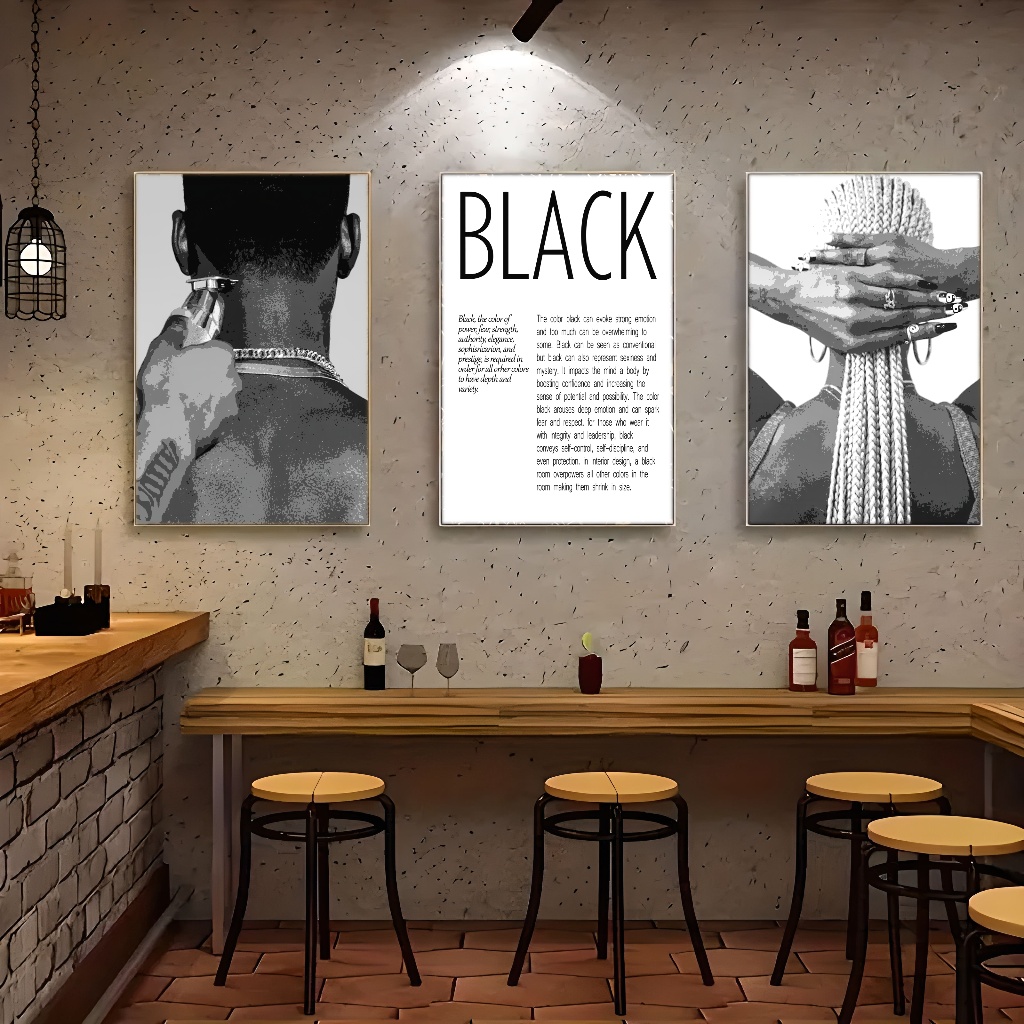 BLACK
Black, the color of
power, fear, strength,
authority, elegance,
sophistication, and
prestige, is required in
order for all other colors
to have depth and
variety.
The color black can evoke strong emotion
and too much can be overwhelming to
some. Black can be seen as conventional
but black can also represent sexiness and
mystery. It impacts the mind & body by
boosting confidence and increasing the
sense of potential and possibility. The color
black arouses deep emotion and can spark
fear and respect, for those who wear it
with integrity and leadership. black
conveys self-control, self-discipline, and
even protection. in interior design, a black
room overpowers all other colors in the
room making them shrink in size.